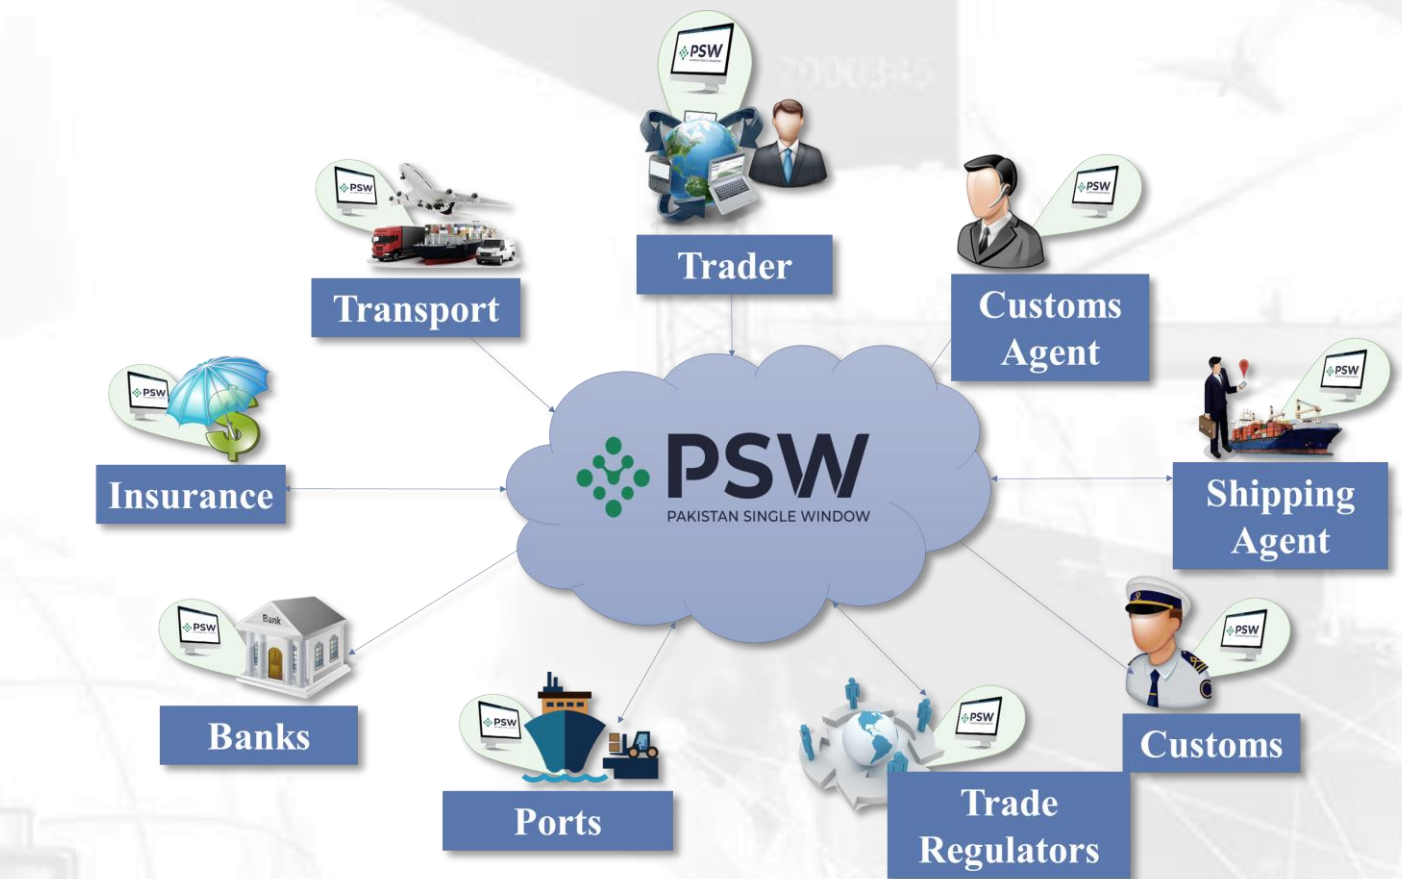 PSW
PSW
PSW
Trader
Transport
Customs
Agent
PSW
PSW
Insurance
PSW
PAKISTAN SINGLE WINDOW
Shipping
Agent
PSW
Bank
Banks
PSW
Ports
PSW
Trade
Regulators
PSW
Customs